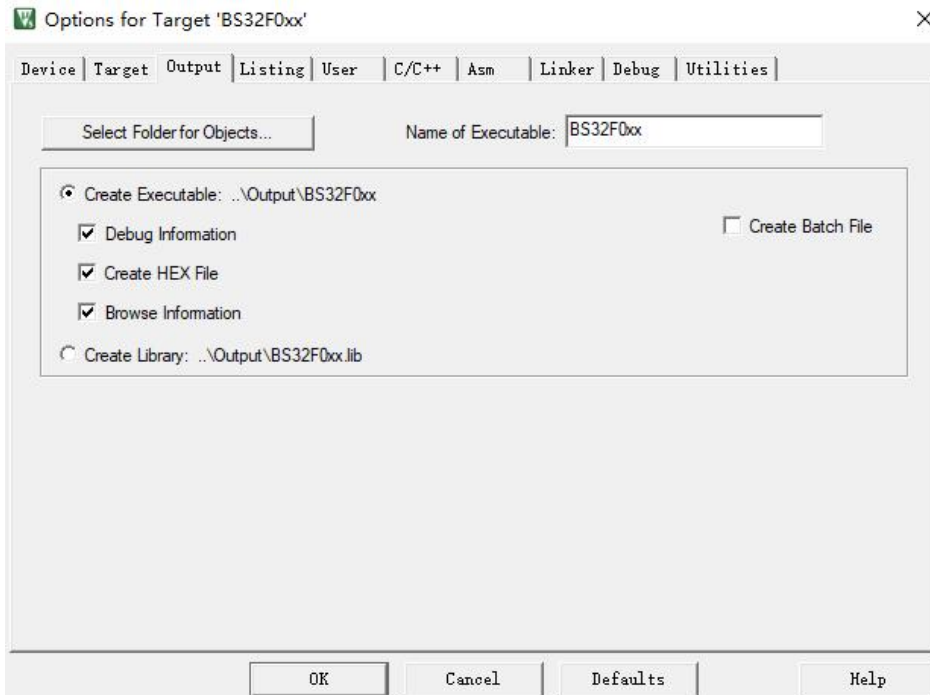 Options for Target 'BS32F0xx'
Device Target Output Listing User C/C++ Asm Linker Debug Utilities
Select Folder for Objects... Name of Executable: BS32F0xx
Create Executable: ..\Output\BS32F0xx
Debug Information Create Batch File
Create HEX File
Browse Information
Create Library: ..\Output\BS32F0xx.lib
OK Cancel Defaults Help